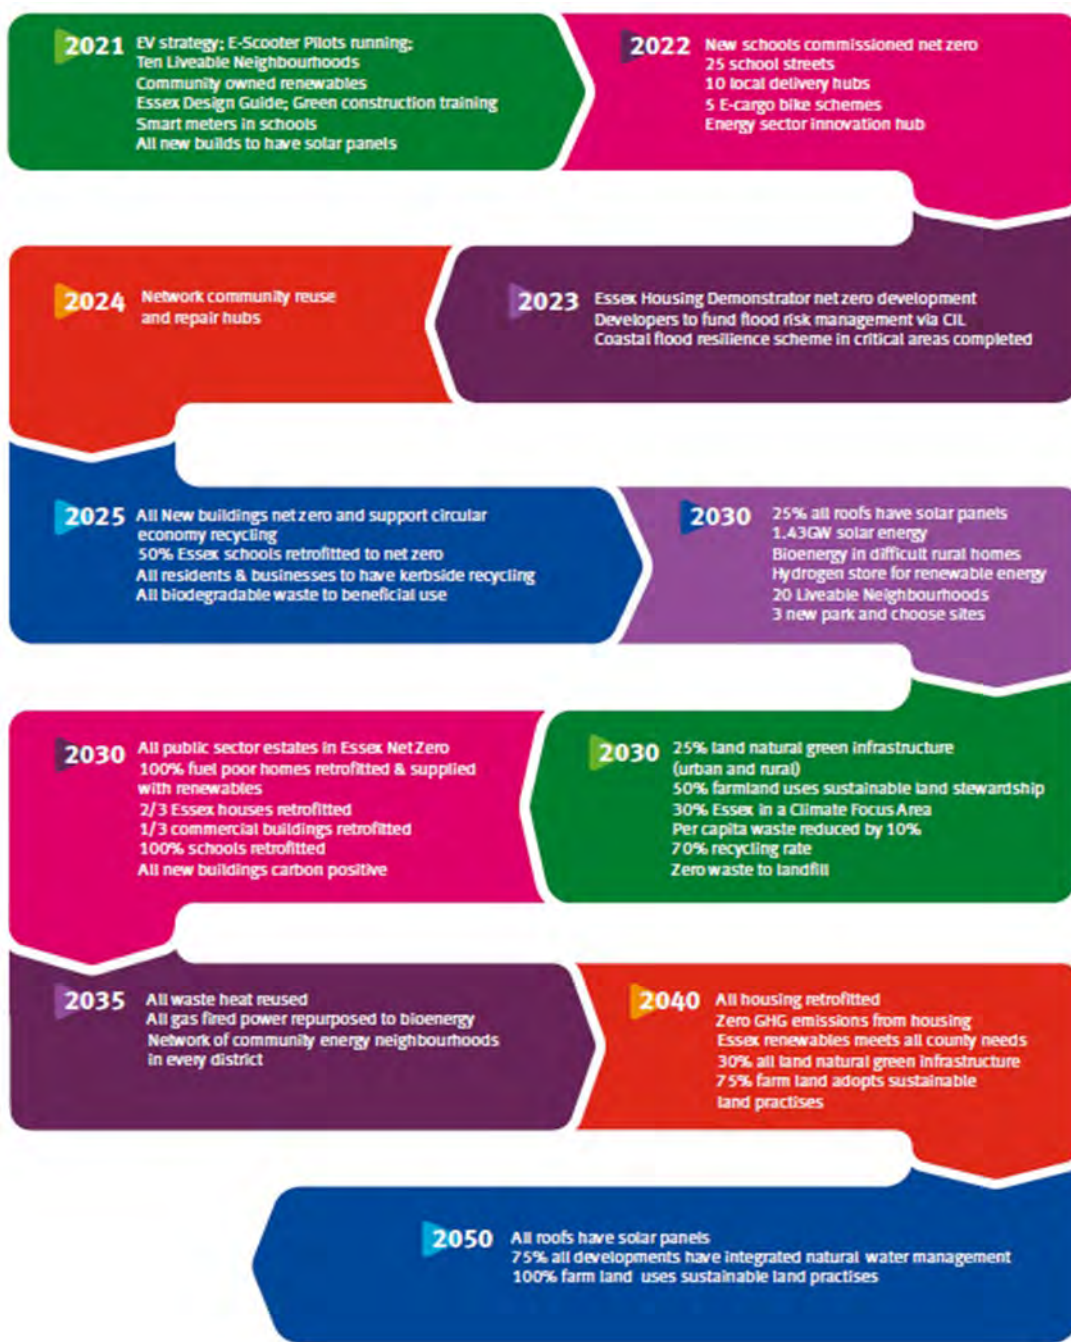 2021 EV strategy; E-Scooter Pilots running;
Ten Liveable Neighbourhoods
Community owned renewables
Essex Design Guide; Green construction training
Smart meters in schools
All new builds to have solar panels
2022 New schools commissioned net zero
25 school streets
10 local delivery hubs
5 E-cargo bike schemes
Energy sector innovation hub
2023 Essex Housing Demonstrator net zero development
Developers to fund flood risk management via CIL
Coastal flood resilience scheme in critical areas completed
2024 Network community reuse
and repair hubs
2025 All New buildings net zero and support circular
economy recycling
50% Essex schools retrofitted to net zero
All residents & businesses to have kerbside recycling
All biodegradable waste to beneficial use
2030 25% all roofs have solar panels
1.43GW solar energy
Bioenergy in difficult rural homes
Hydrogen store for renewable energy
20 Liveable Neighbourhoods
3 new park and choose sites
2030 25% land natural green infrastructure
(urban and rural)
50% farmland uses sustainable land stewardship
30% Essex in a Climate Focus Area
Per capita waste reduced by 10%
70% recycling rate
Zero waste to landfill
2030 All public sector estates in Essex Net Zero
100% fuel poor homes retrofitted & supplied
with renewables
2/3 Essex houses retrofitted
1/3 commercial buildings retrofitted
100% schools retrofitted
All new buildings carbon positive
2035 All waste heat reused
All gas fired power repurposed to bioenergy
Network of community energy neighbourhoods
in every district
2040 All housing retrofitted
Zero GHG emissions from housing
Essex renewables meets all county needs
30% all land natural green infrastructure
75% farm land adopts sustainable
land practises
2050 All roofs have solar panels
75% all developments have integrated natural water management
100% farm land uses sustainable land practises